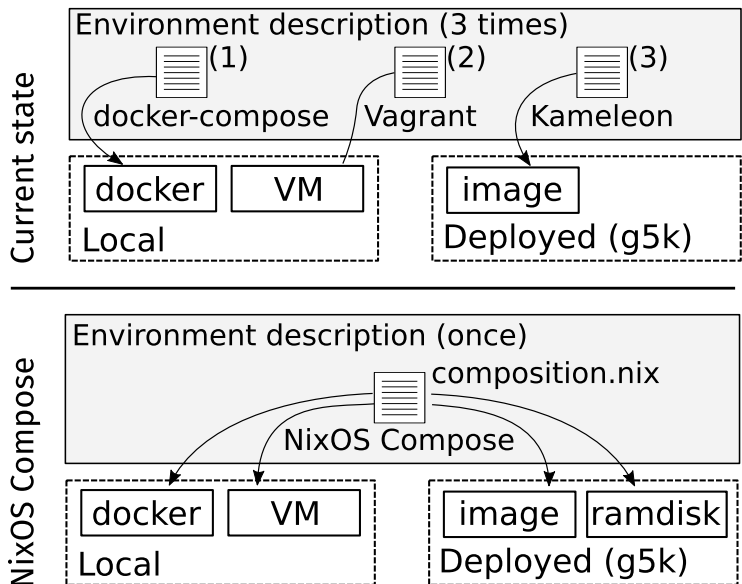 Current state
Environment description (3 times)
(1) (2) (3)
docker-compose Vagrant Kameleon
docker VM image
Local Deployed (g5k)
NixOS Compose
Environment description (once)
composition.nix
NixOS Compose
docker VM image ramdisk
Local Deployed (g5k)